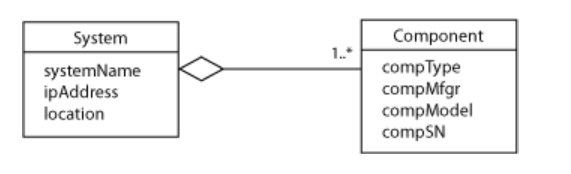 System
systemName
ipAddress
location
1..*
Component
compType
compMfgr
compModel
compSN